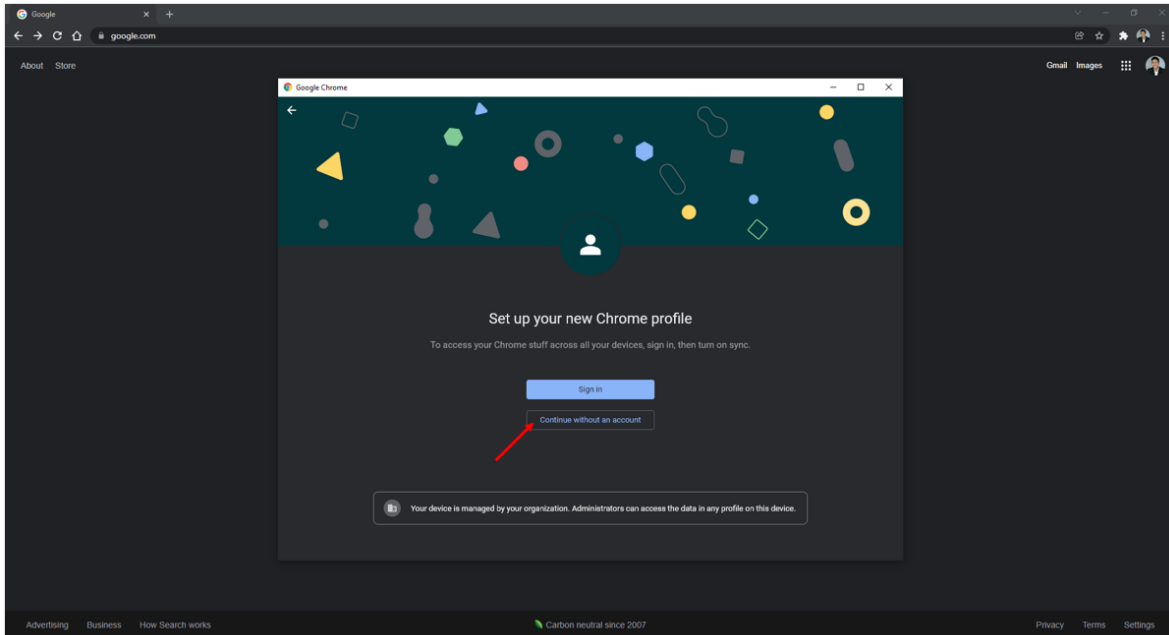 Google
google.com
About Store
Gmail Images
Google Chrome
Set up your new Chrome profile
To access your Chrome stuff across all your devices, sign in, then turn on sync.
Sign in
Continue without an account
Your device is managed by your organization. Administrators can access the data in any profile on this device.
Advertising Business How Search works
Carbon neutral since 2007
Privacy Terms Settings